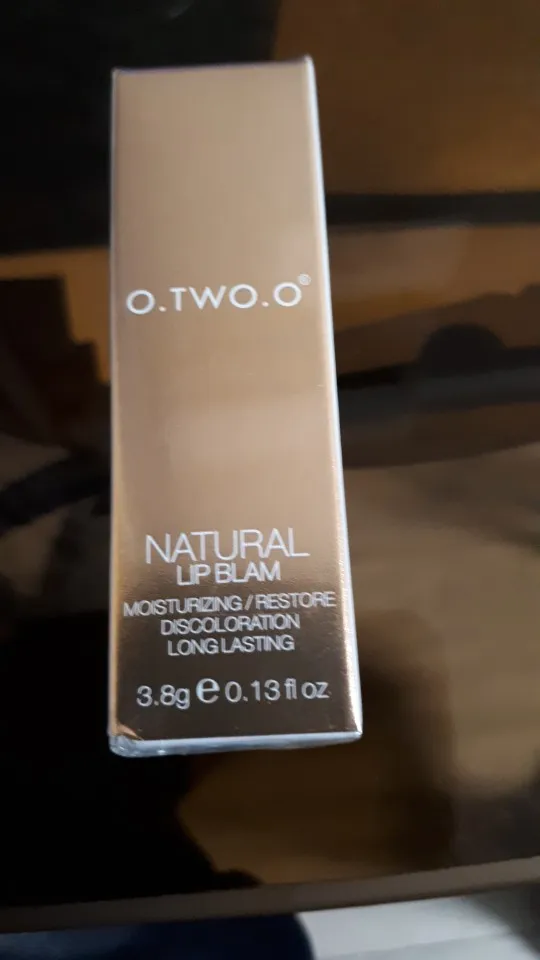 O.TWO.O®
NATURAL
LIP BLAM
MOISTURIZING/RESTORE
DISCOLORATION
LONG LASTING
3.8g e 0.13 fl oz